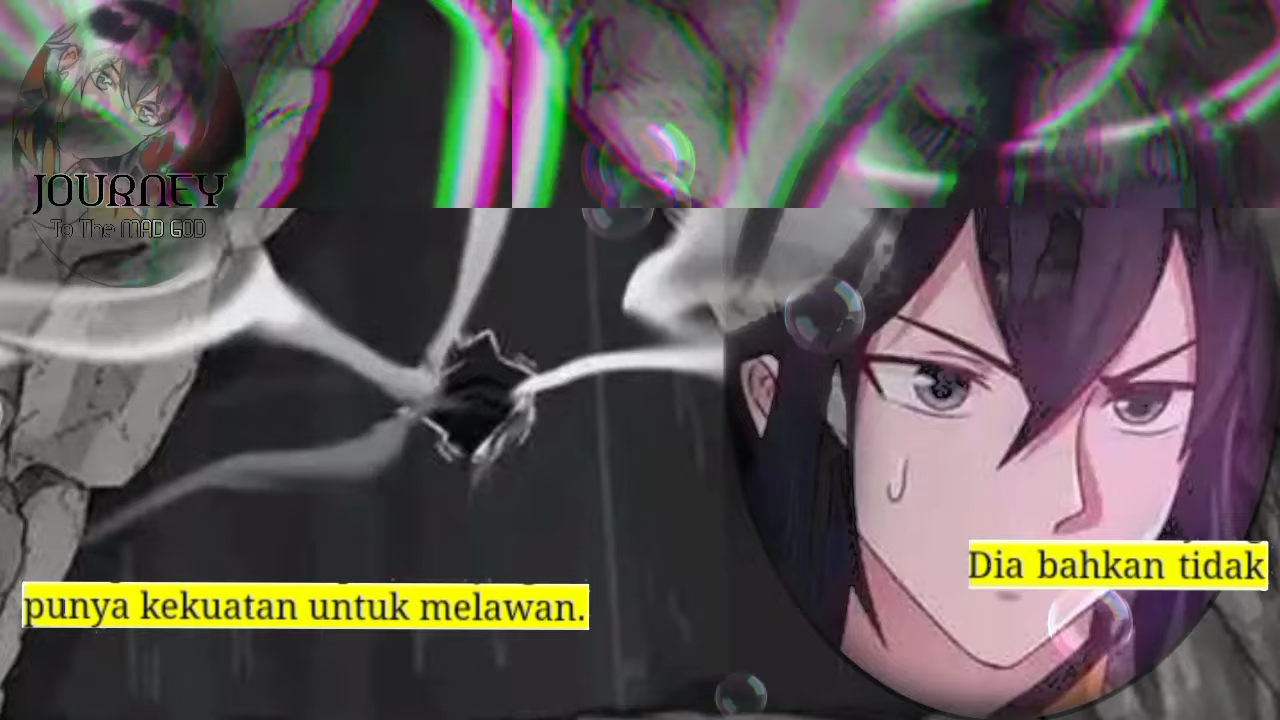 JOURNEY
To The MAD GOD
Dia bahkan tidak
punya kekuatan untuk melawan.